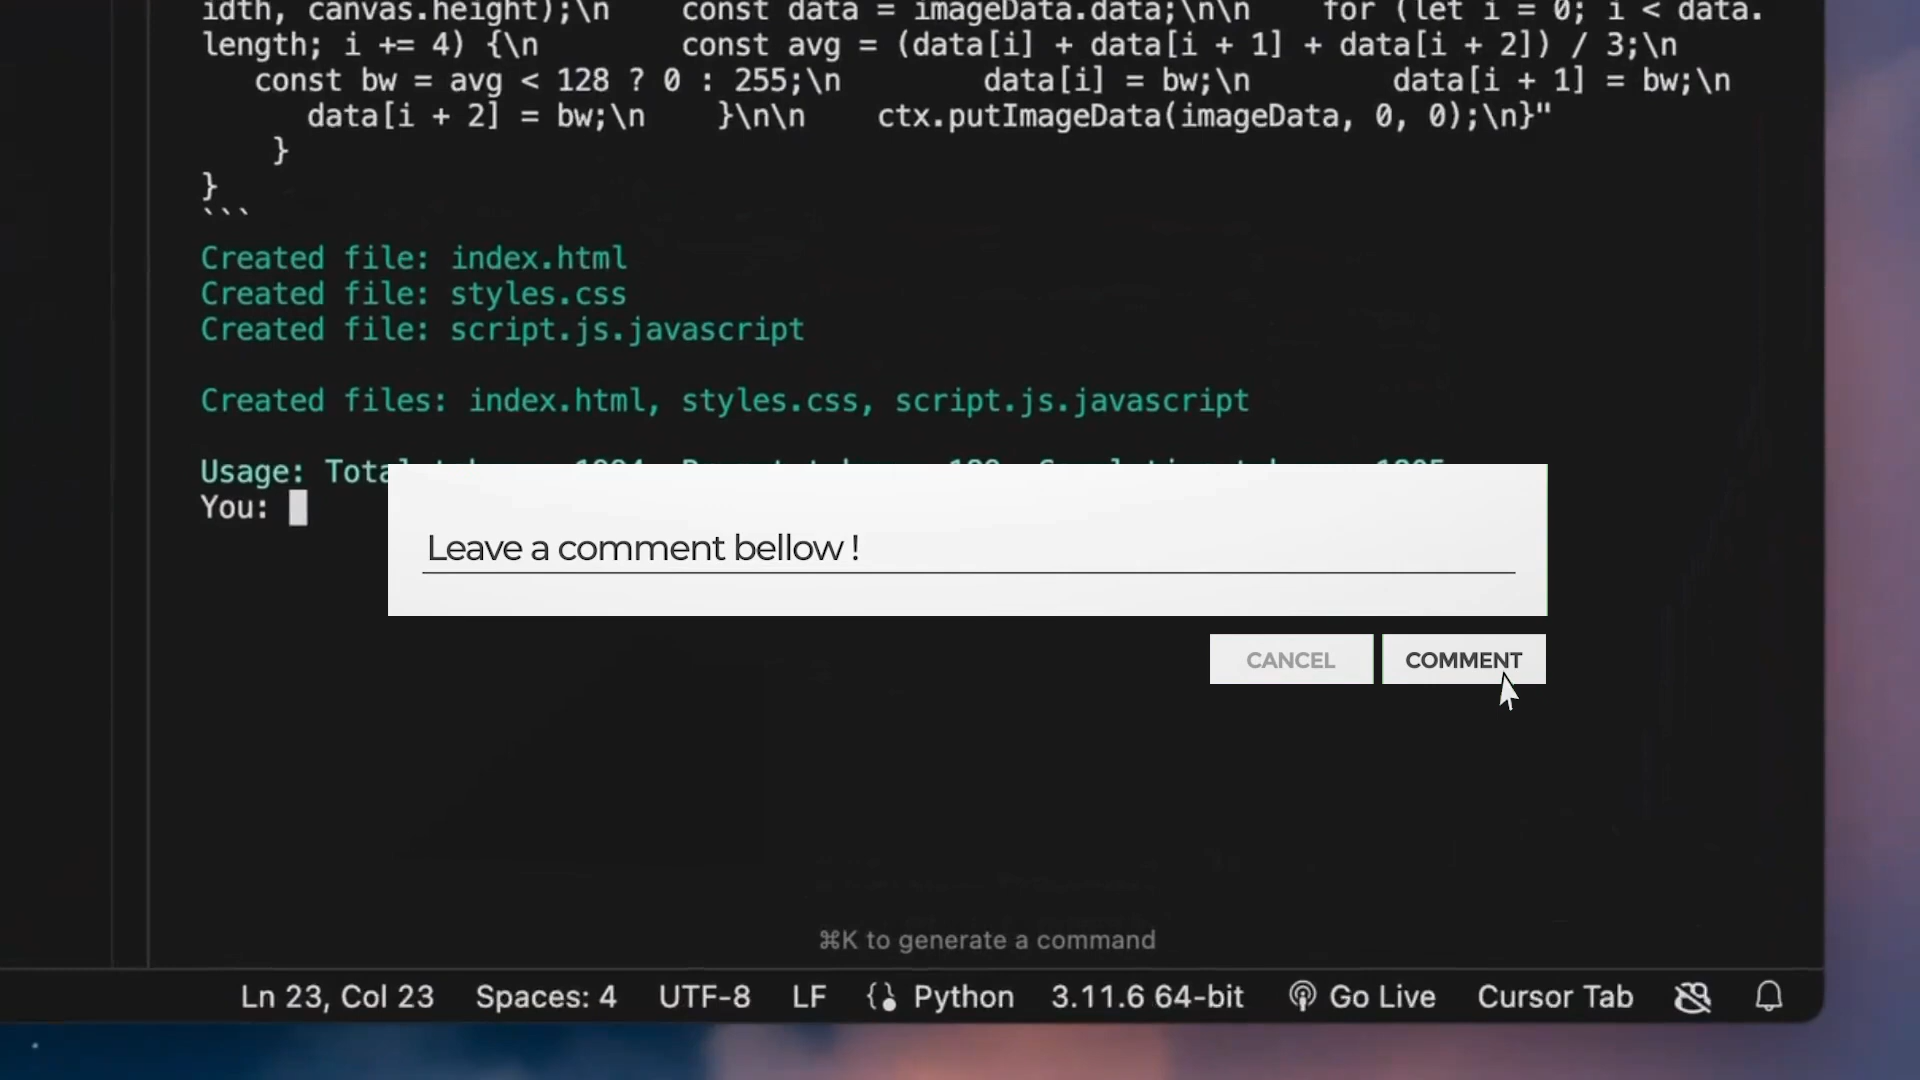 idth, canvas.height);\n    const data = imageData.data;\n\n    for (let i = 0; i < data.
length; i += 4) {\n        const avg = (data[i] + data[i + 1] + data[i + 2]) / 3;\n
const bw = avg < 128 ? 0 : 255;\n        data[i] = bw;\n        data[i + 1] = bw;\n
data[i + 2] = bw;\n    }\n\n    ctx.putImageData(imageData, 0, 0);\n}"
}
}
```
Created file: index.html
Created file: styles.css
Created file: script.js.javascript
Created files: index.html, styles.css, script.js.javascript
Usage:
You:
Leave a comment bellow !
CANCEL COMMENT
⌘K to generate a command
Ln 23, Col 23 Spaces: 4 UTF-8 LF {} Python 3.11.6 64-bit Go Live Cursor Tab